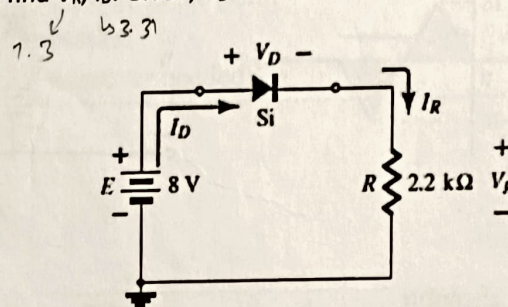 7.3 3.31
+ V_D −
I_D
Si
I_R
+
E 8 V
−
R 2.2 kΩ
+
−